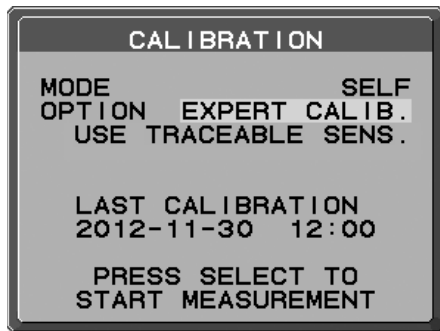 CALIBRATION
MODE SELF
OPTION EXPERT CALIB.
USE TRACEABLE SENS.
LAST CALIBRATION
2012-11-30 12:00
PRESS SELECT TO
START MEASUREMENT